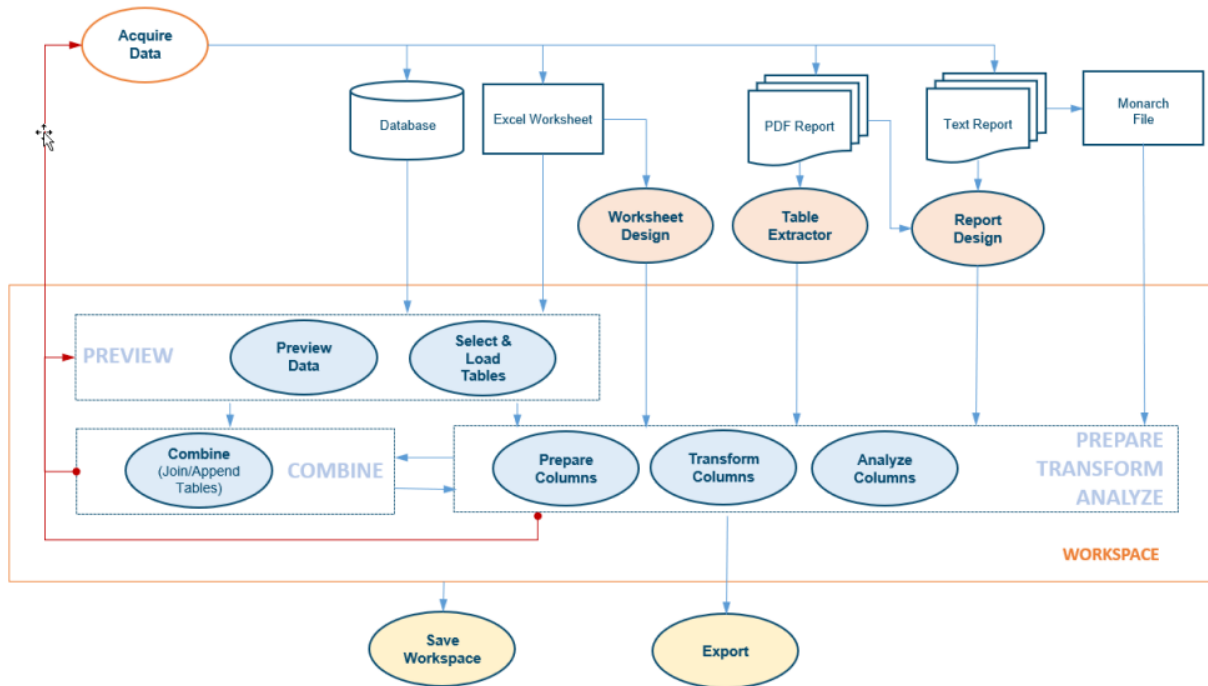 Acquire
Data
Database
Excel Worksheet
PDF Report
Text Report
Monarch
File
Worksheet
Design
Table
Extractor
Report
Design
PREVIEW
Preview
Data
Select &
Load
Tables
Combine
(Join/Append
Tables)
COMBINE
Prepare
Columns
Transform
Columns
Analyze
Columns
PREPARE
TRANSFORM
ANALYZE
WORKSPACE
Save
Workspace
Export